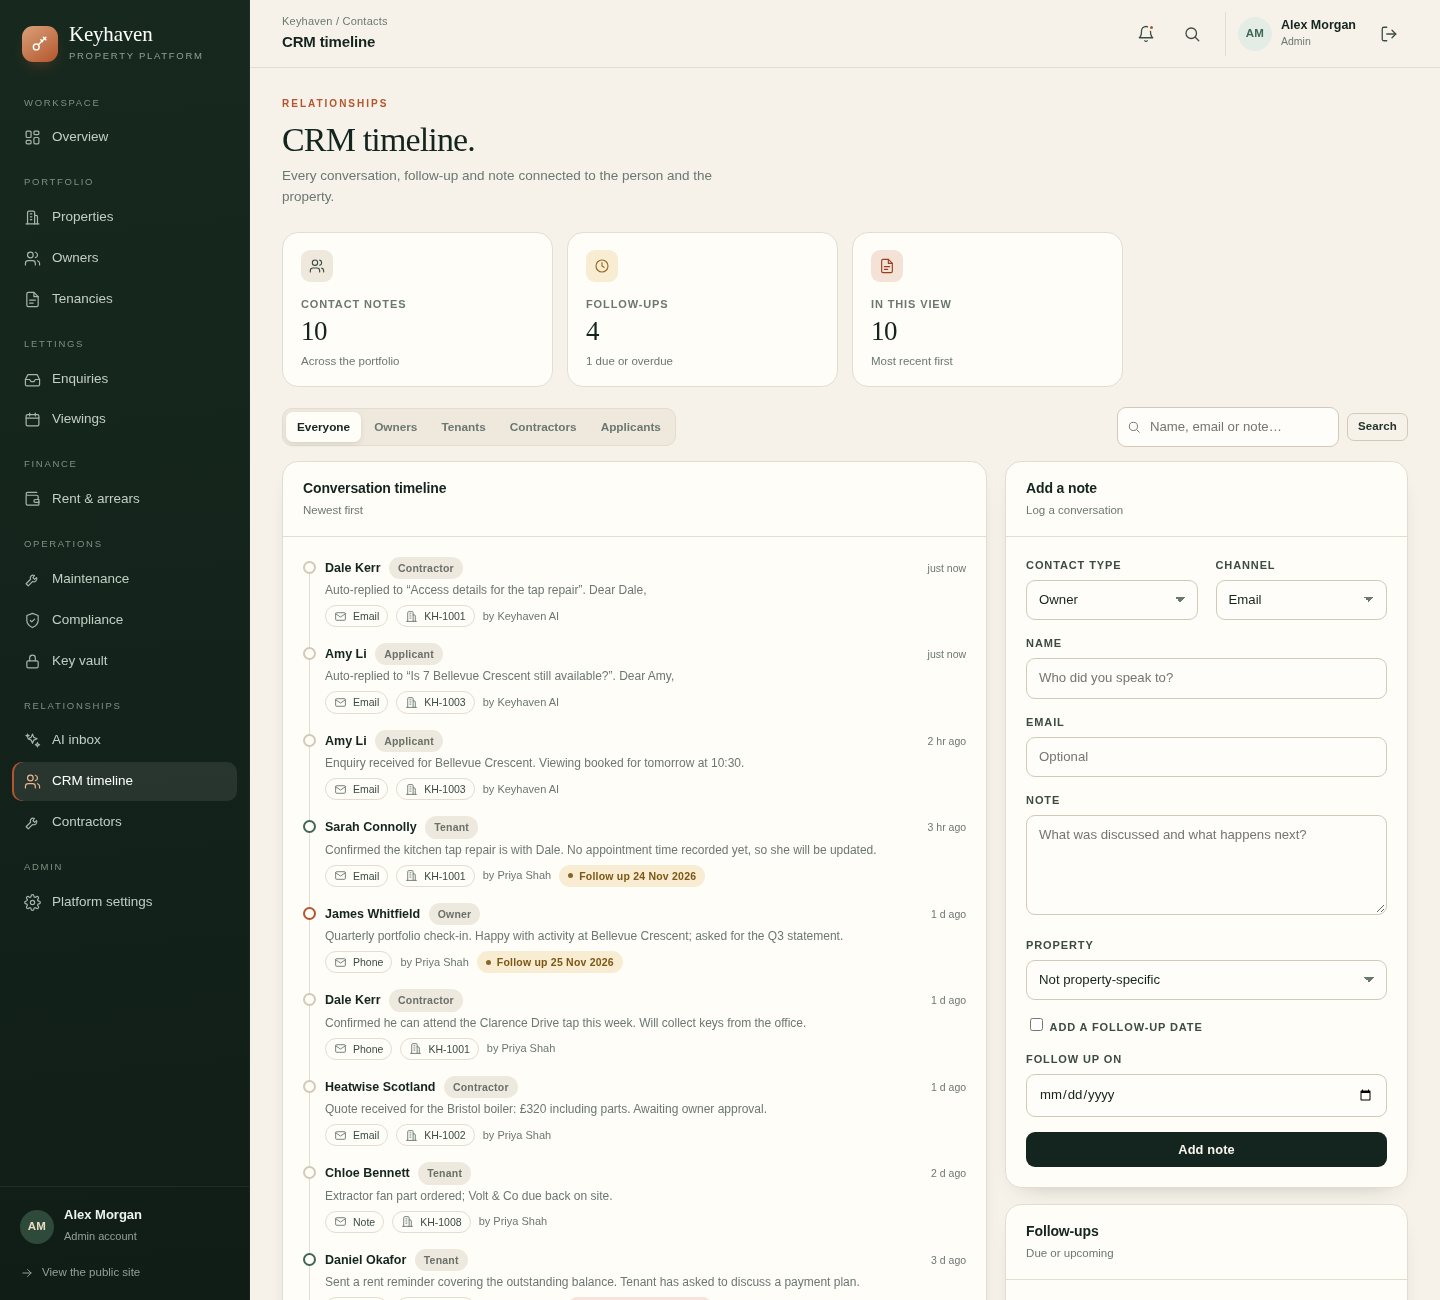 Keyhaven
PROPERTY PLATFORM
WORKSPACE
Overview
PORTFOLIO
Properties
Owners
Tenancies
LETTINGS
Enquiries
Viewings
FINANCE
Rent & arrears
OPERATIONS
Maintenance
Compliance
Key vault
RELATIONSHIPS
AI inbox
CRM timeline
Contractors
ADMIN
Platform settings
AM
Alex Morgan
Admin account
View the public site
Keyhaven / Contacts
CRM timeline
AM
Alex Morgan
Admin
RELATIONSHIPS
CRM timeline.
Every conversation, follow-up and note connected to the person and the
property.
CONTACT NOTES
10
Across the portfolio
FOLLOW-UPS
4
1 due or overdue
IN THIS VIEW
10
Most recent first
Everyone Owners Tenants Contractors Applicants
Name, email or note…
Search
Conversation timeline
Newest first
Dale Kerr Contractor just now
Auto-replied to “Access details for the tap repair”. Dear Dale,
Email KH-1001 by Keyhaven AI
Amy Li Applicant just now
Auto-replied to “Is 7 Bellevue Crescent still available?”. Dear Amy,
Email KH-1003 by Keyhaven AI
Amy Li Applicant 2 hr ago
Enquiry received for Bellevue Crescent. Viewing booked for tomorrow at 10:30.
Email KH-1003 by Keyhaven AI
Sarah Connolly Tenant 3 hr ago
Confirmed the kitchen tap repair is with Dale. No appointment time recorded yet, so she will be updated.
Email KH-1001 by Priya Shah Follow up 24 Nov 2026
James Whitfield Owner 1 d ago
Quarterly portfolio check-in. Happy with activity at Bellevue Crescent; asked for the Q3 statement.
Phone by Priya Shah Follow up 25 Nov 2026
Dale Kerr Contractor 1 d ago
Confirmed he can attend the Clarence Drive tap this week. Will collect keys from the office.
Phone KH-1001 by Priya Shah
Heatwise Scotland Contractor 1 d ago
Quote received for the Bristol boiler: £320 including parts. Awaiting owner approval.
Email KH-1002 by Priya Shah
Chloe Bennett Tenant 2 d ago
Extractor fan part ordered; Volt & Co due back on site.
Note KH-1008 by Priya Shah
Daniel Okafor Tenant 3 d ago
Sent a rent reminder covering the outstanding balance. Tenant has asked to discuss a payment plan.
Add a note
Log a conversation
CONTACT TYPE CHANNEL
Owner Email
NAME
Who did you speak to?
EMAIL
Optional
NOTE
What was discussed and what happens next?
PROPERTY
Not property-specific
ADD A FOLLOW-UP DATE
FOLLOW UP ON
mm/dd/yyyy
Add note
Follow-ups
Due or upcoming